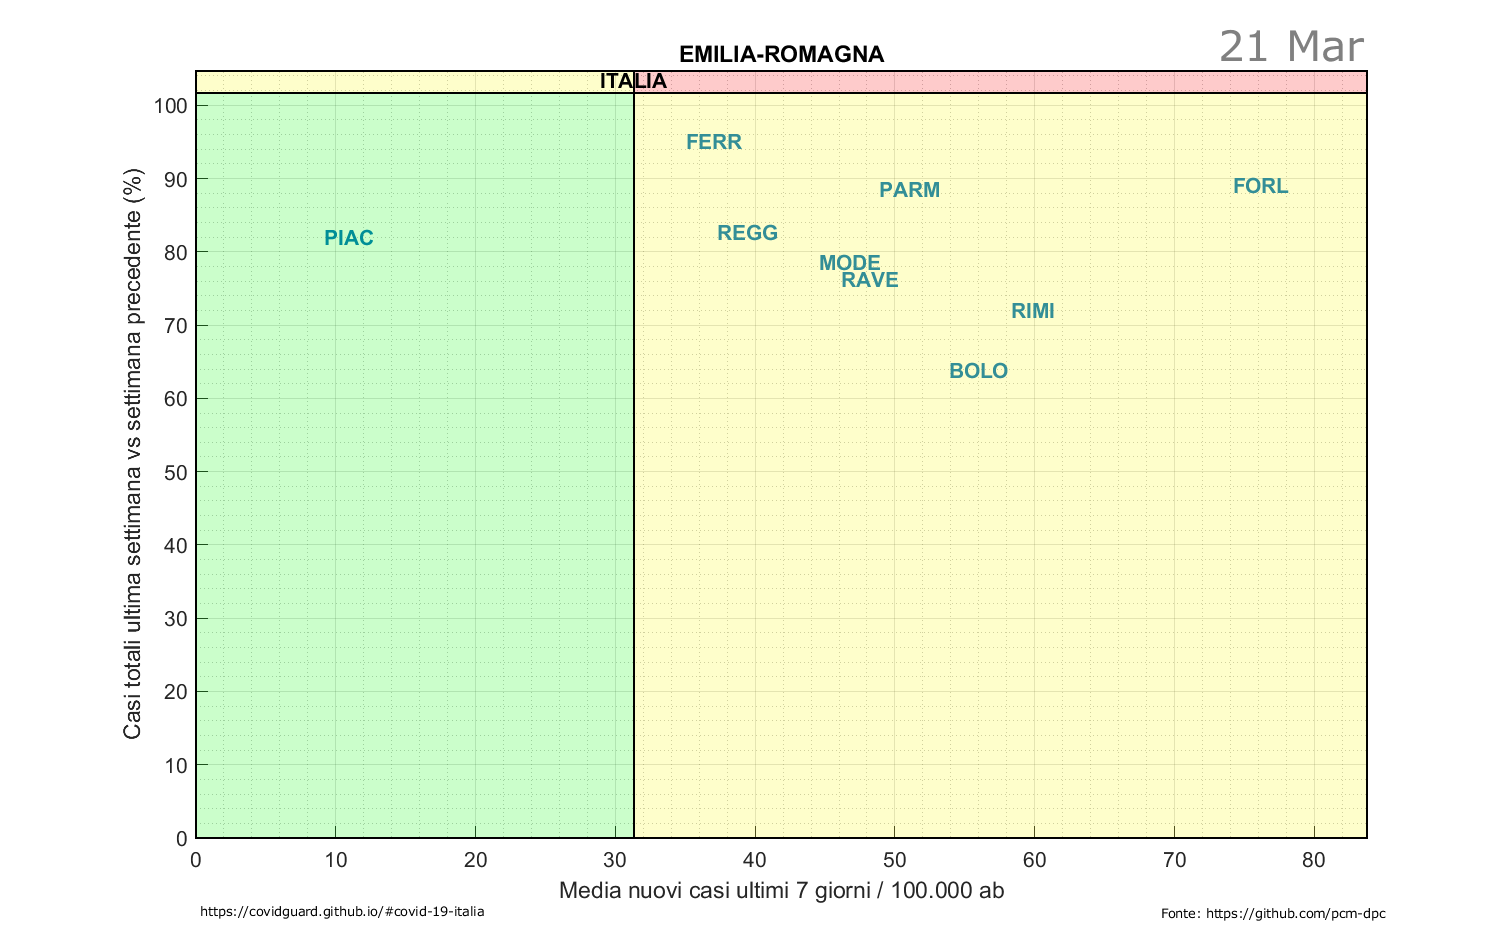 21 Mar
EMILIA-ROMAGNA
ITALIA
100
90
80
70
60
50
40
30
20
10
0
Casi totali ultima settimana vs settimana precedente (%)
FERR
PARM
FORL
REGG
PIAC
MODE
RAVE
RIMI
BOLO
0 10 20 30 40 50 60 70 80
Media nuovi casi ultimi 7 giorni / 100.000 ab
https://covidguard.github.io/#covid-19-italia
Fonte: https://github.com/pcm-dpc